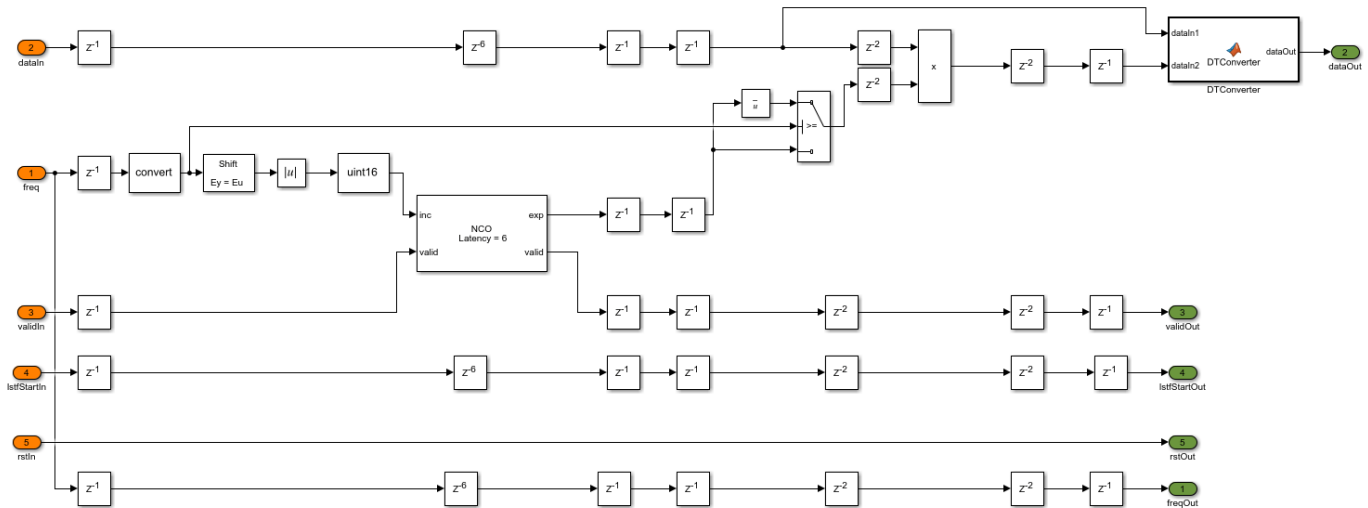 2
dataIn
z-1
z-6
z-1
z-1
z-2
z-2
x
z-2
z-1
dataIn1
dataIn2
dataOut
DTConverter
DTConverter
2
dataOut
u
>=
1
freq
z-1
convert
Shift
Ey = Eu
|u|
uint16
inc
valid
NCO
Latency = 6
exp
valid
z-1
z-1
3
validIn
z-1
z-1
z-1
z-2
z-2
z-1
3
validOut
4
lstfStartIn
z-1
z-6
z-1
z-1
z-2
z-2
z-1
4
lstfStartOut
5
rstIn
5
rstOut
z-1
z-6
z-1
z-1
z-2
z-2
z-1
1
freqOut